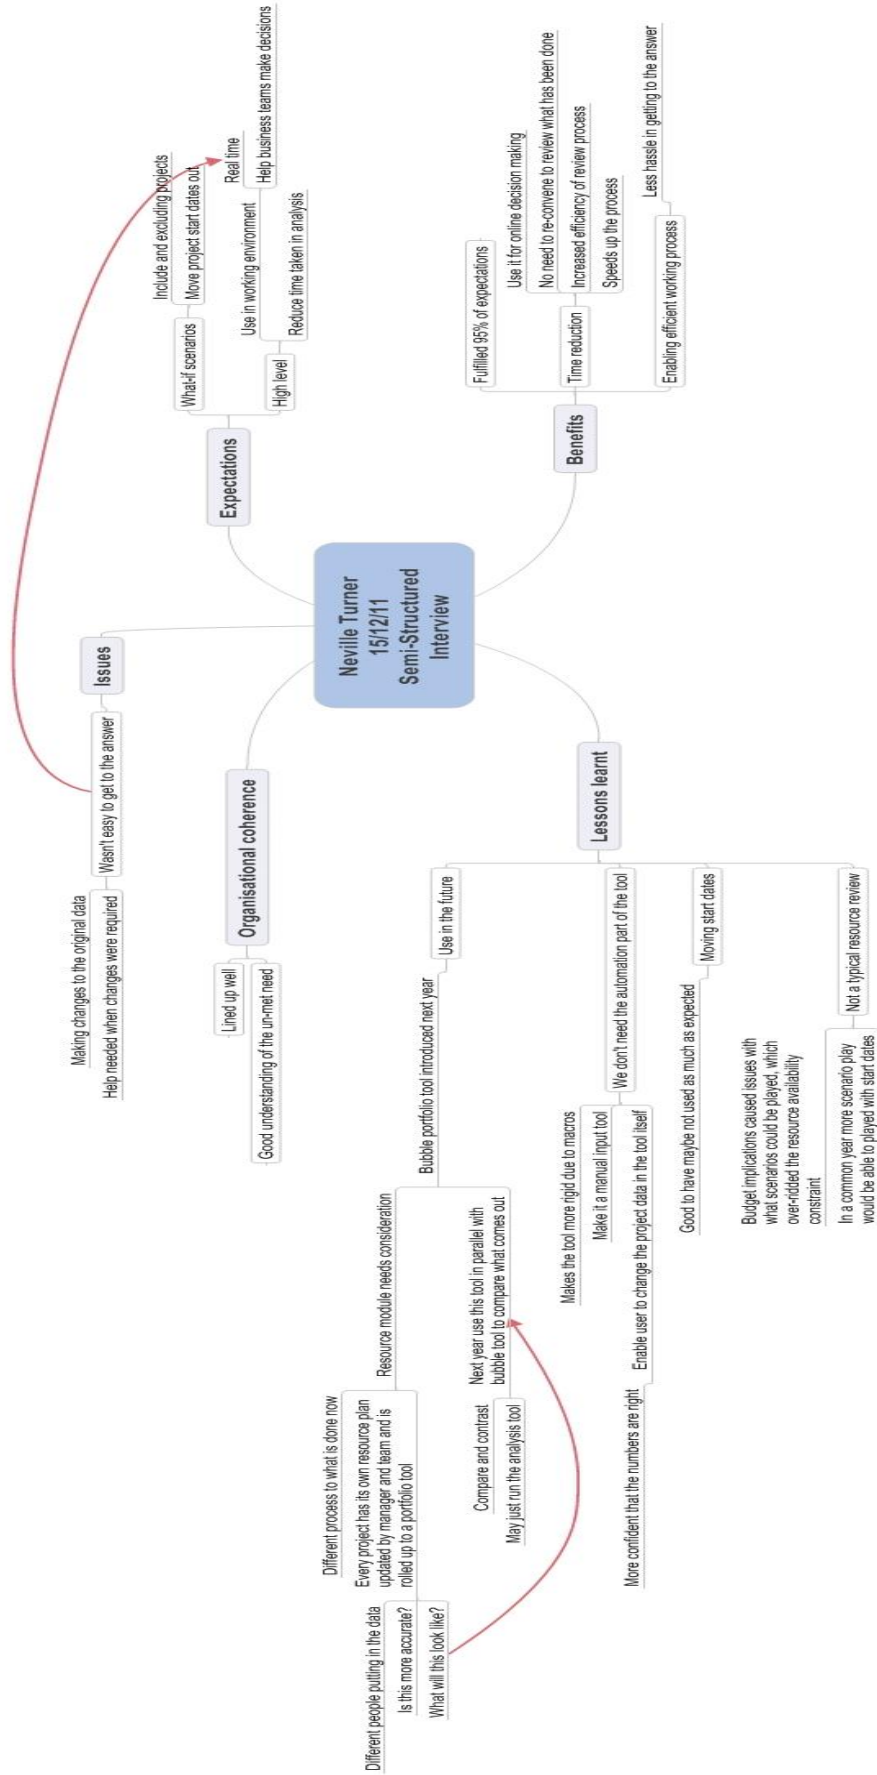 Neville Turner
15/12/11
Semi-Structured
Interview
Expectations
What-if scenarios
Include and excluding projects
Move project start dates out
High level
Use in working environment
Real time
Help business teams make decisions
Reduce time taken in analysis
Benefits
Fulfilled 95% of expectations
Time reduction
Use it for online decision making
No need to re-convene to review what has been done
Increased efficiency of review process
Speeds up the process
Enabling efficient working process
Less hassle in getting to the answer
Issues
Wasn't easy to get to the answer
Making changes to the original data
Help needed when changes were required
Organisational coherence
Lined up well
Good understanding of the un-met need
Lessons learnt
Use in the future
Bubble portfolio tool introduced next year
Resource module needs consideration
Different process to what is done now
Every project has its own resource plan
updated by manager and team and is
rolled up to a portfolio tool
Different people putting in the data
Is this more accurate?
What will this look like?
Next year use this tool in parallel with
bubble tool to compare what comes out
Compare and contrast
May just run the analysis tool
We don't need the automation part of the tool
Makes the tool more rigid due to macros
Make it a manual input tool
Enable user to change the project data in the tool itself
More confident that the numbers are right
Moving start dates
Good to have maybe not used as much as expected
Not a typical resource review
Budget implications caused issues with
what scenarios could be played, which
over-ridded the resource availability
constraint
In a common year more scenario play
would be able to played with start dates